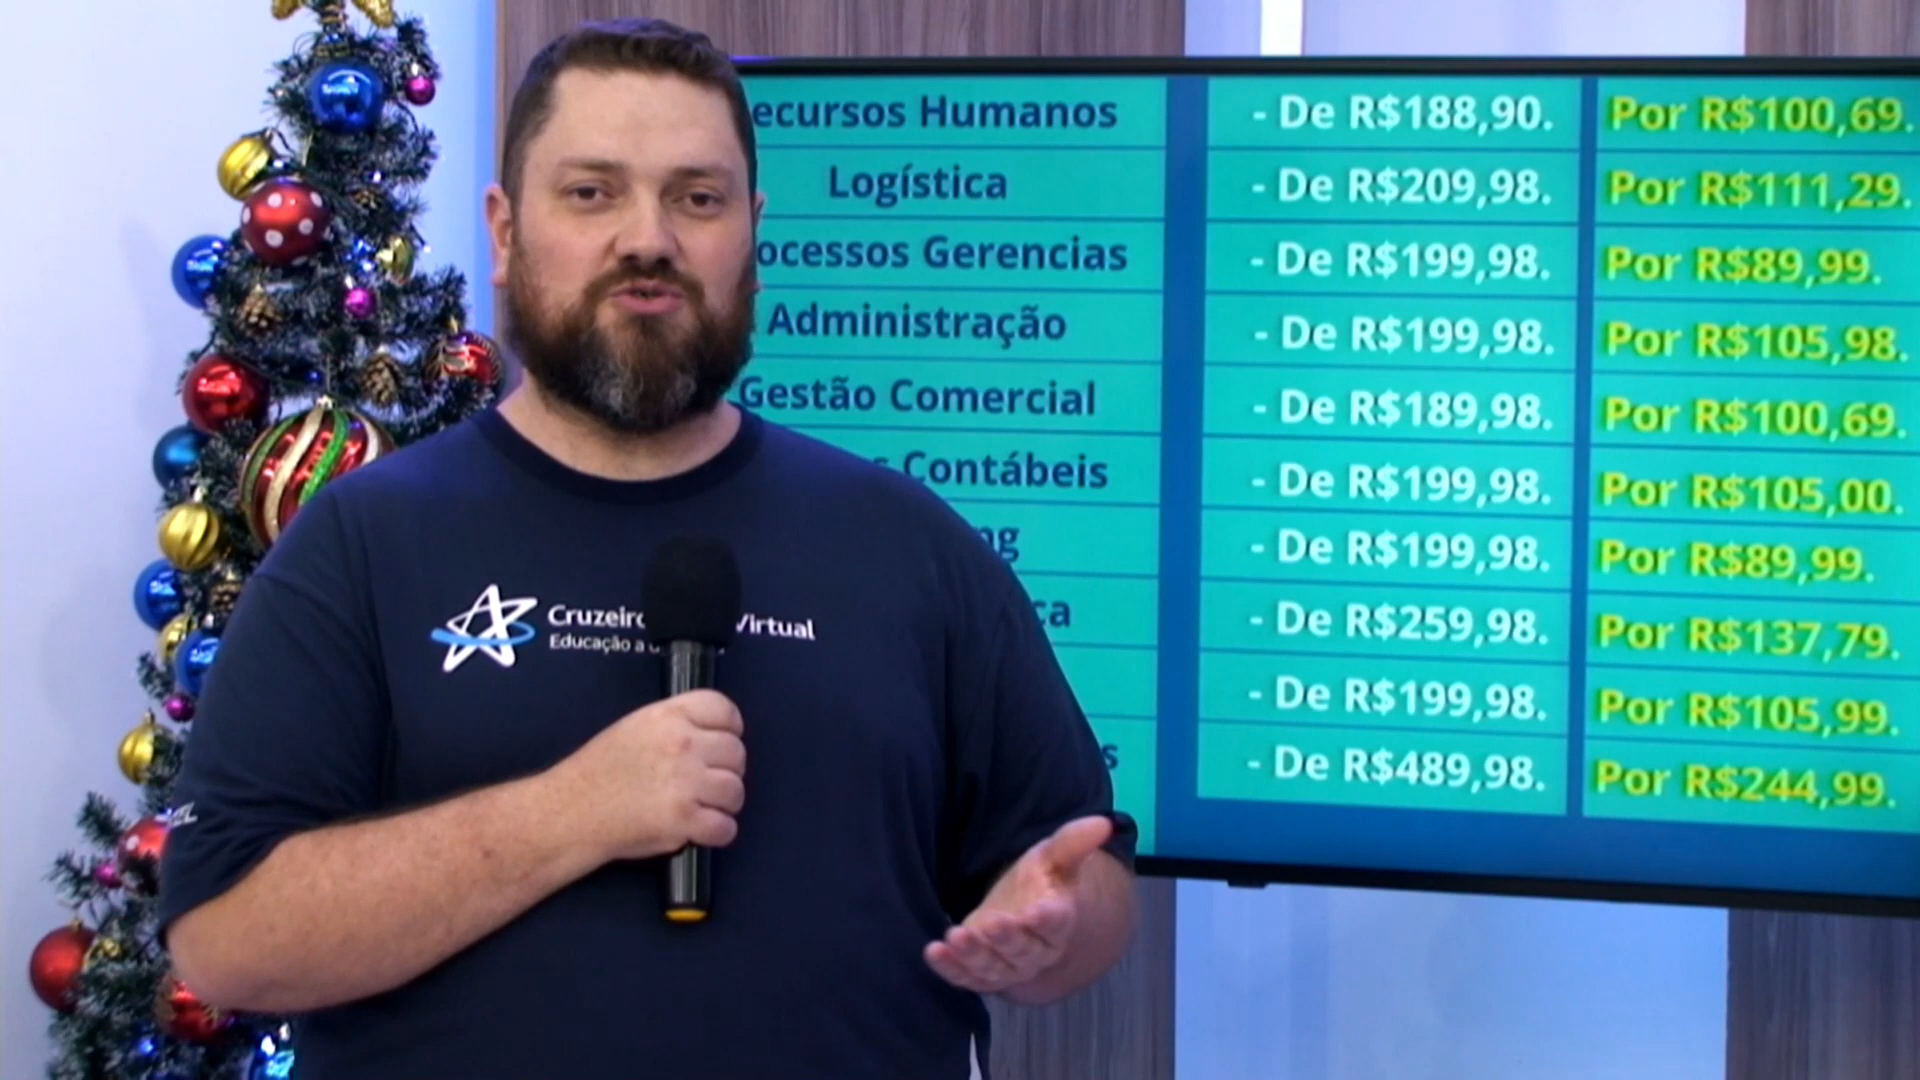 ecursos Humanos - De R$188,90. Por R$100,69.
Logística - De R$209,98. Por R$111,29.
ocessos Gerencias - De R$199,98. Por R$89,99.
Administração - De R$199,98. Por R$105,98.
Gestão Comercial - De R$189,98. Por R$100,69.
s Contábeis - De R$199,98. Por R$105,00.
ng - De R$199,98. Por R$89,99.
ca - De R$259,98. Por R$137,79.
- De R$199,98. Por R$105,99.
s - De R$489,98. Por R$244,99.
Cruzeiro Virtual
Educação a